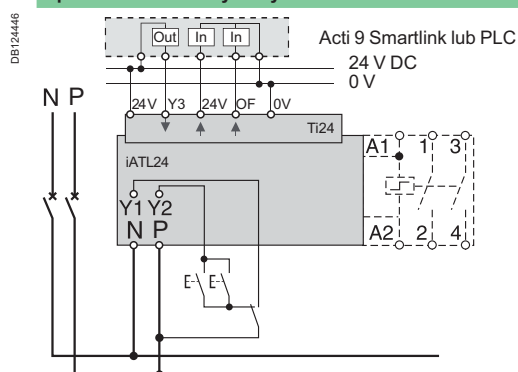 DB124446
Out In In
Acti 9 Smartlink lub PLC
24 V DC
0 V
N P
24V Y3 24V OF 0V
Ti24
A1 1 3
iATL24
Y1 Y2
N P
A2 2 4
E E